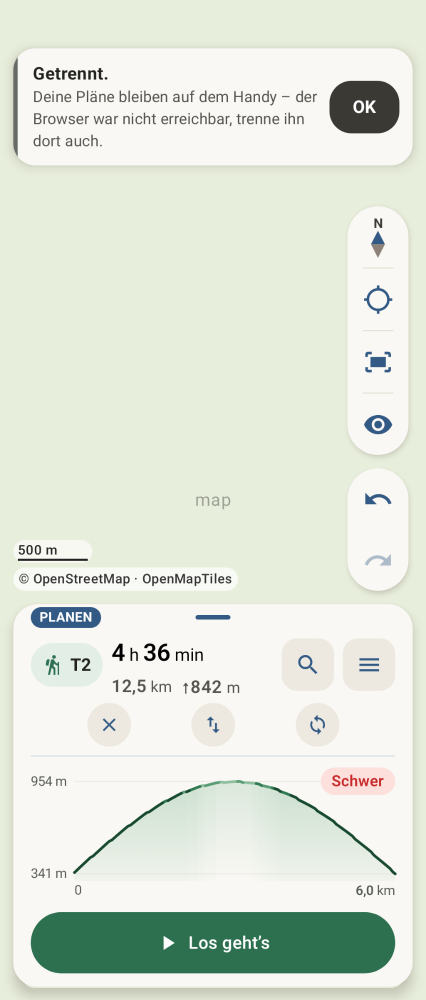 Getrennt.
Deine Pläne bleiben auf dem Handy – der
Browser war nicht erreichbar, trenne ihn
dort auch.
OK
N
map
500 m
© OpenStreetMap · OpenMapTiles
PLANEN
T2
4 h 36 min
12,5 km ↑842 m
954 m
Schwer
341 m
0
6,0 km
Los geht's